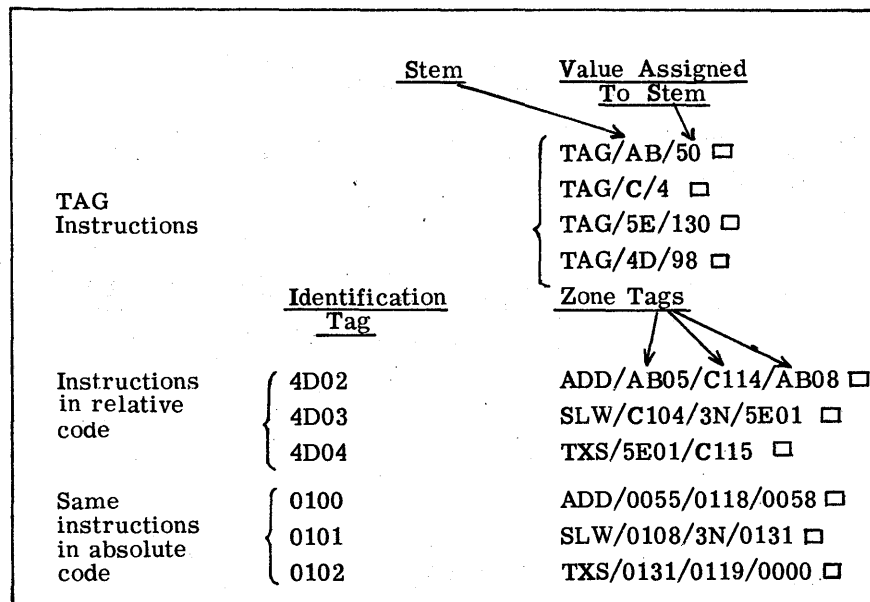 Stem Value Assigned
To Stem
TAG/AB/50 □
TAG/C/4 □
TAG
Instructions
TAG/5E/130 □
TAG/4D/98 □
Identification Zone Tags
Tag
Instructions
in relative
code
4D02 ADD/AB05/C114/AB08 □
4D03 SLW/C104/3N/5E01 □
4D04 TXS/5E01/C115 □
Same
instructions
in absolute
code
0100 ADD/0055/0118/0058 □
0101 SLW/0108/3N/0131 □
0102 TXS/0131/0119/0000 □